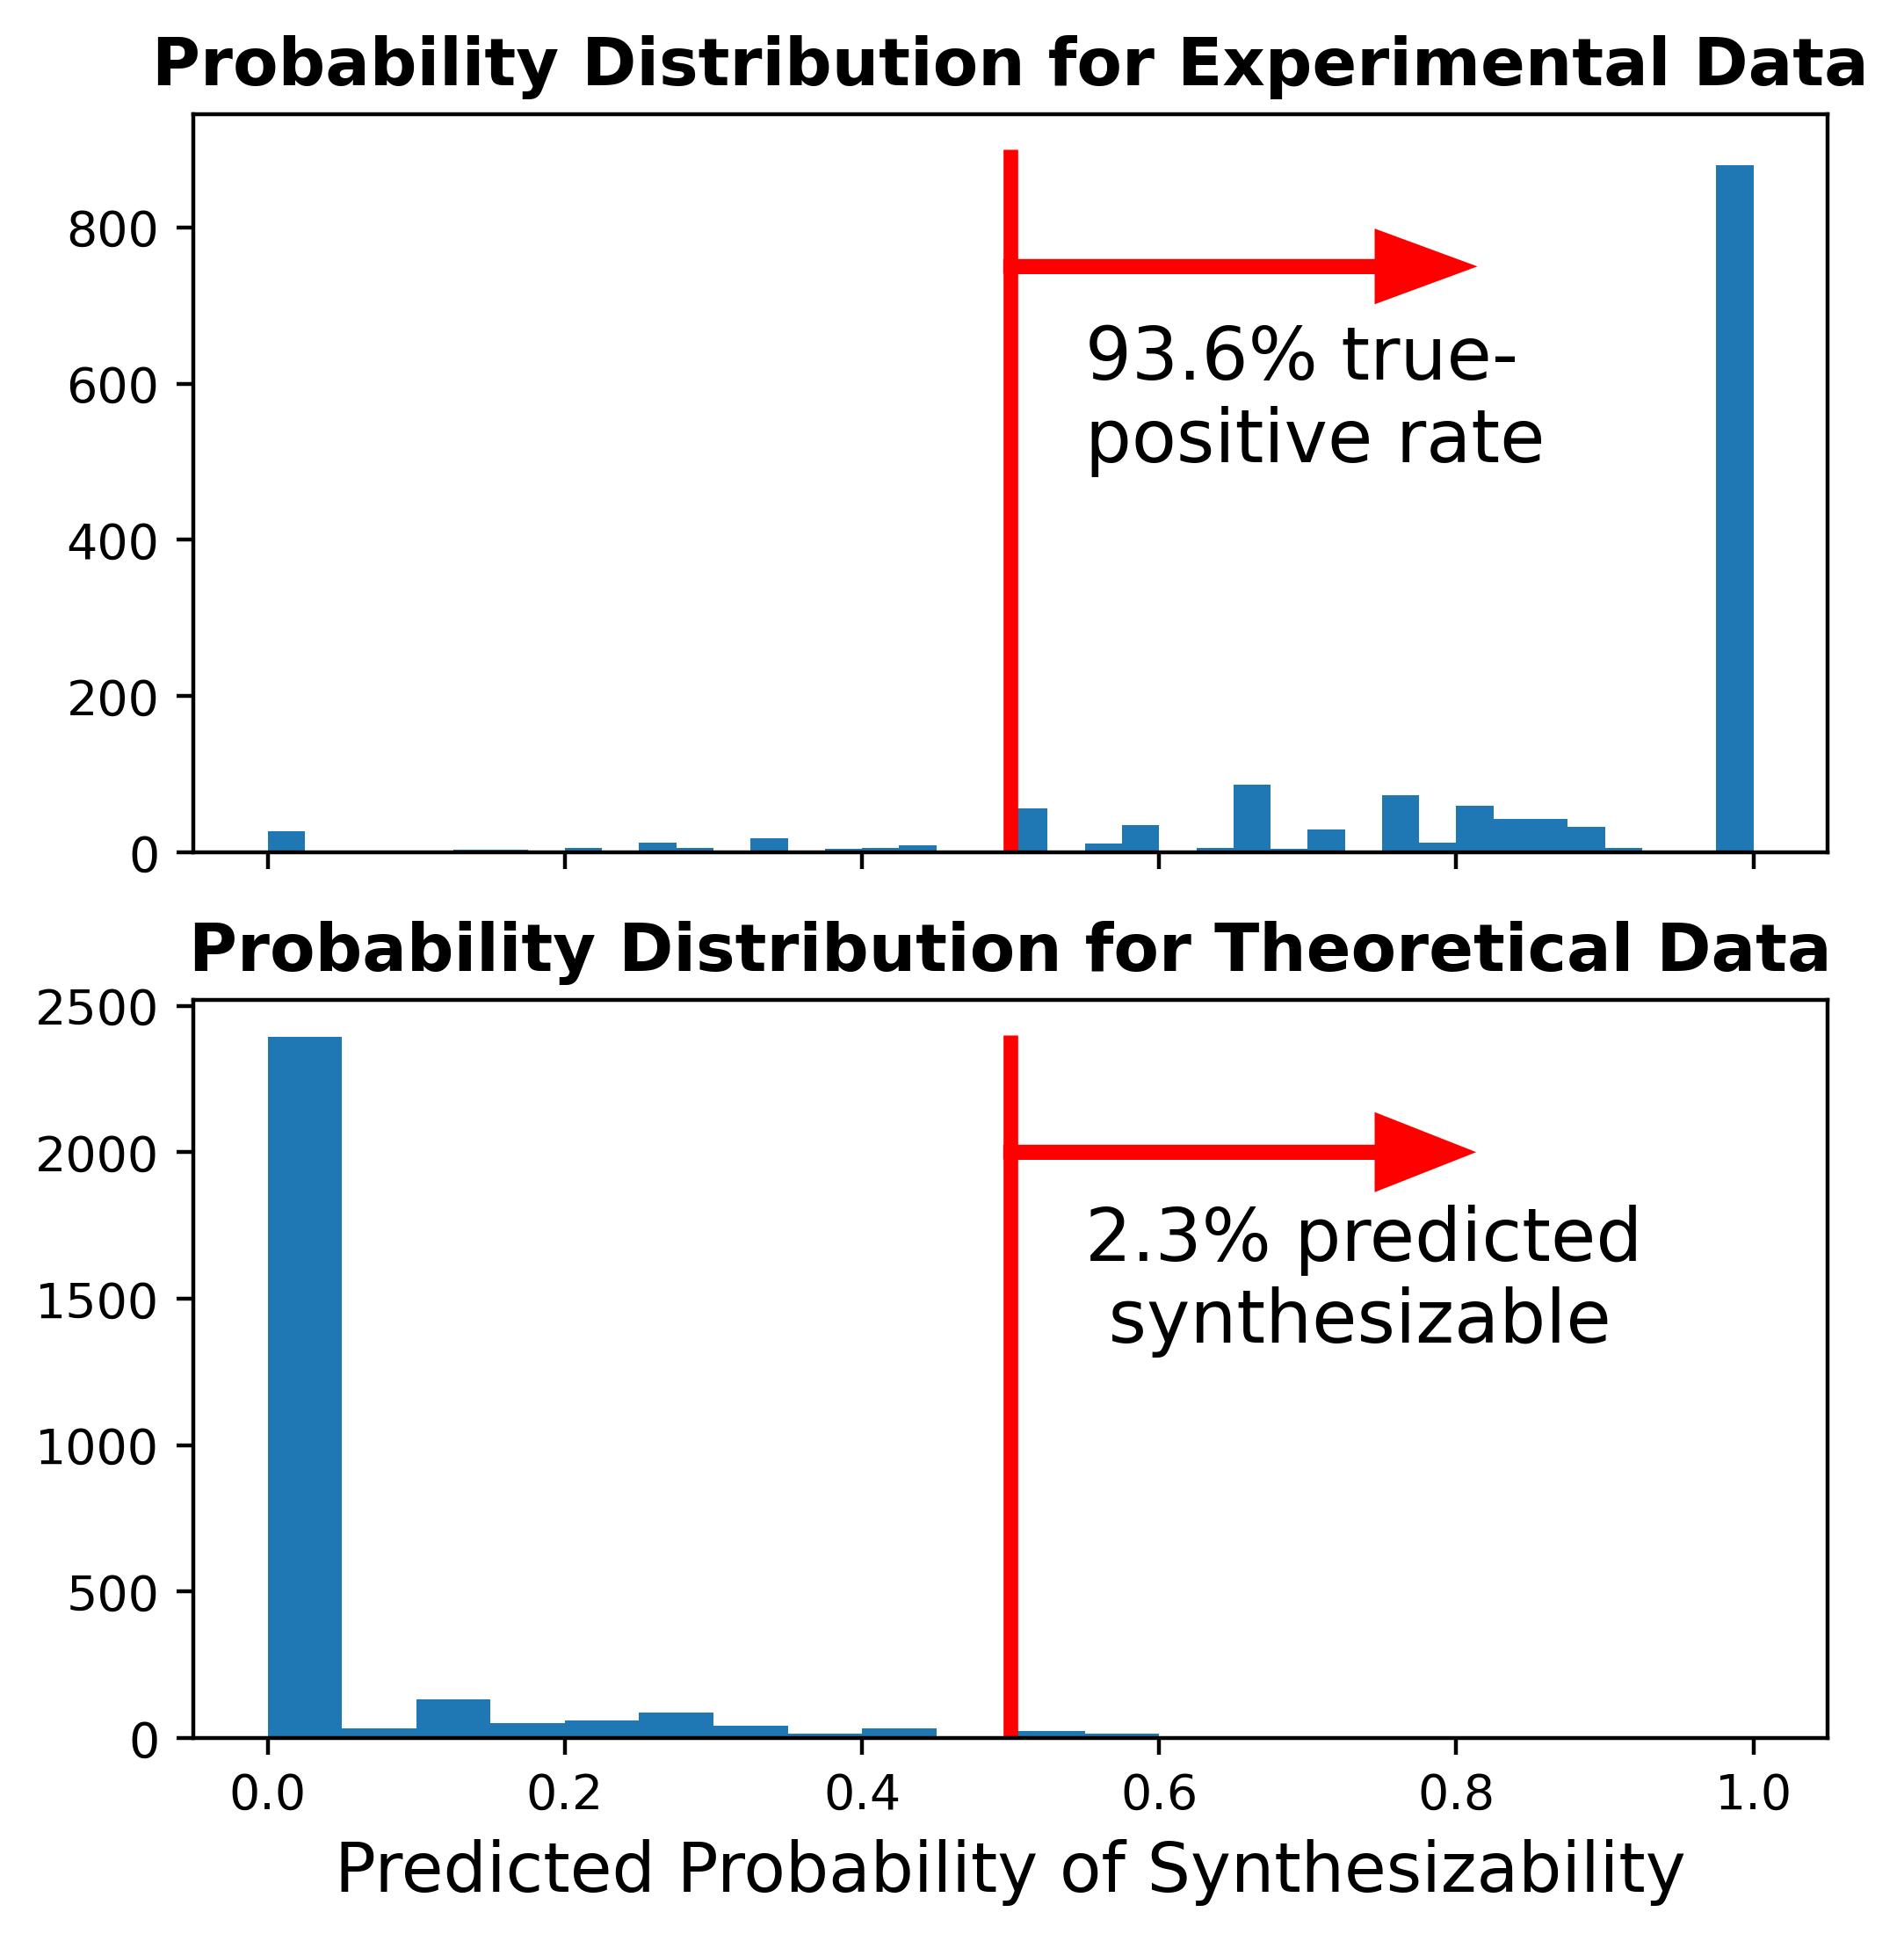 Probability Distribution for Experimental Data
800
600
400
200
0
93.6% true-
positive rate
Probability Distribution for Theoretical Data
2500
2000
1500
1000
500
0
2.3% predicted
synthesizable
0.0 0.2 0.4 0.6 0.8 1.0
Predicted Probability of Synthesizability